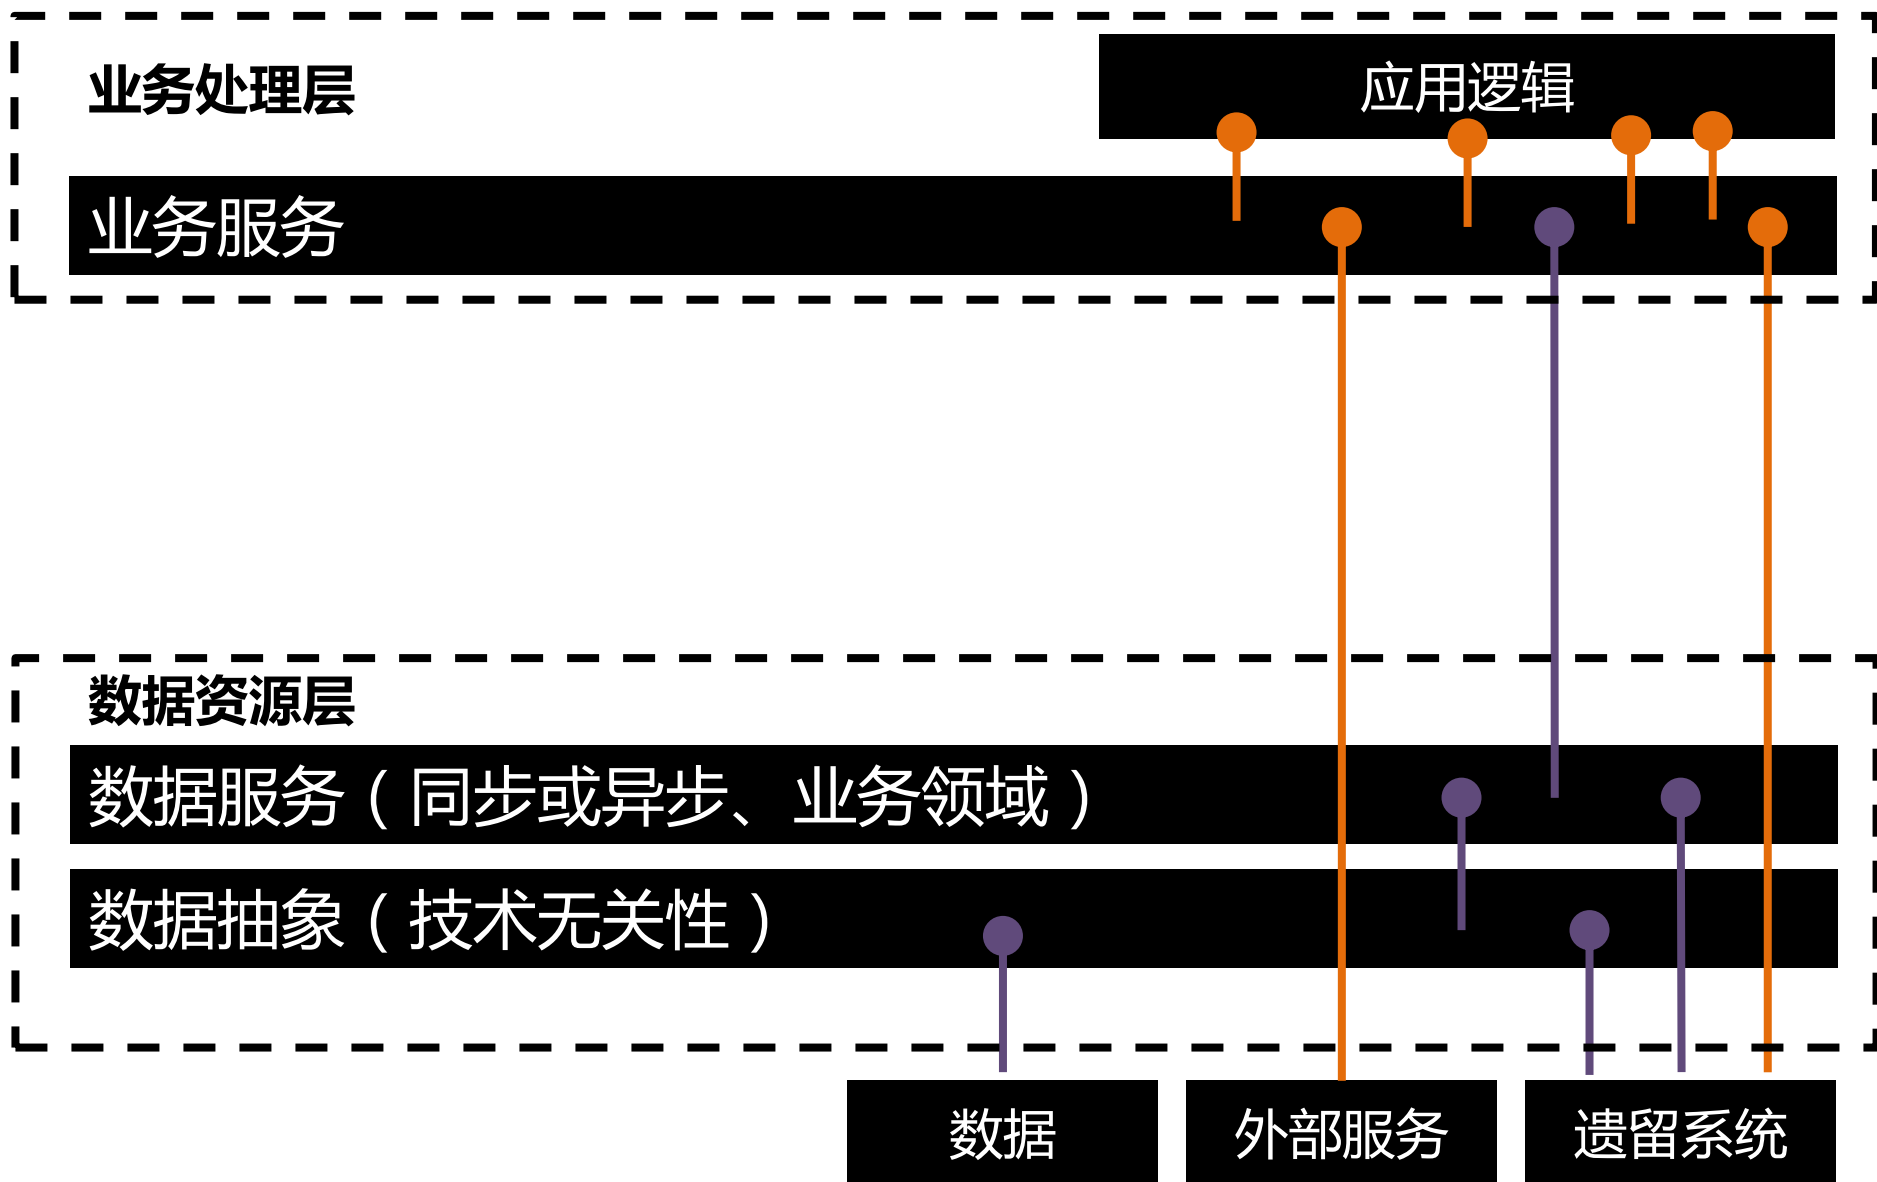 业务处理层
应用逻辑
业务服务
数据资源层
数据服务（同步或异步、业务领域）
数据抽象（技术无关性）
数据
外部服务
遗留系统